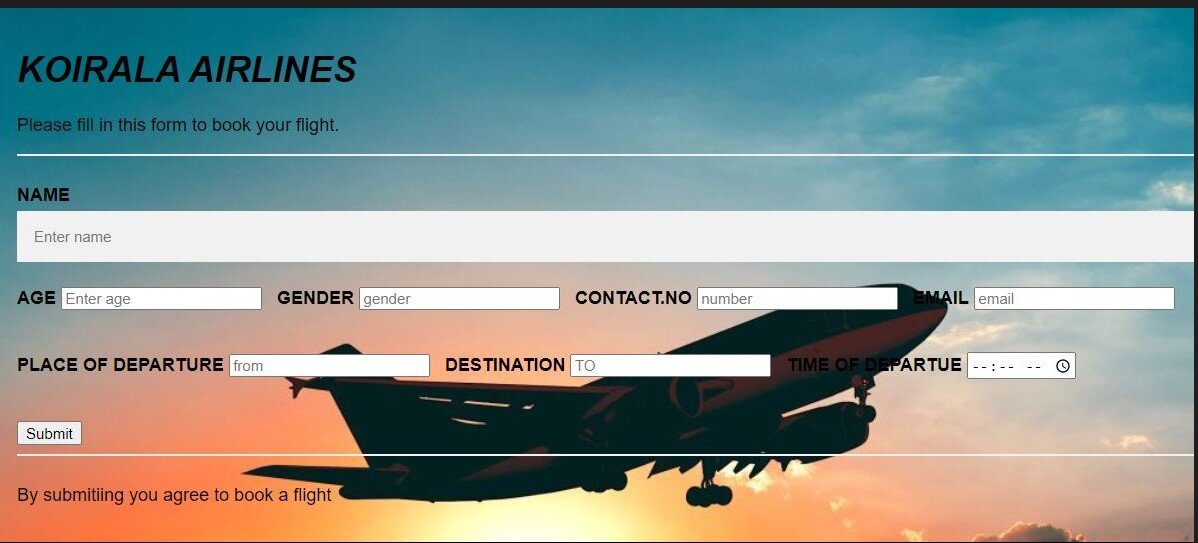 KOIRALA AIRLINES
Please fill in this form to book your flight.
NAME
Enter name
AGE Enter age GENDER gender CONTACT.NO number EMAIL email
PLACE OF DEPARTURE from DESTINATION TO TIME OF DEPARTUE --:-- --
Submit
By submitiing you agree to book a flight